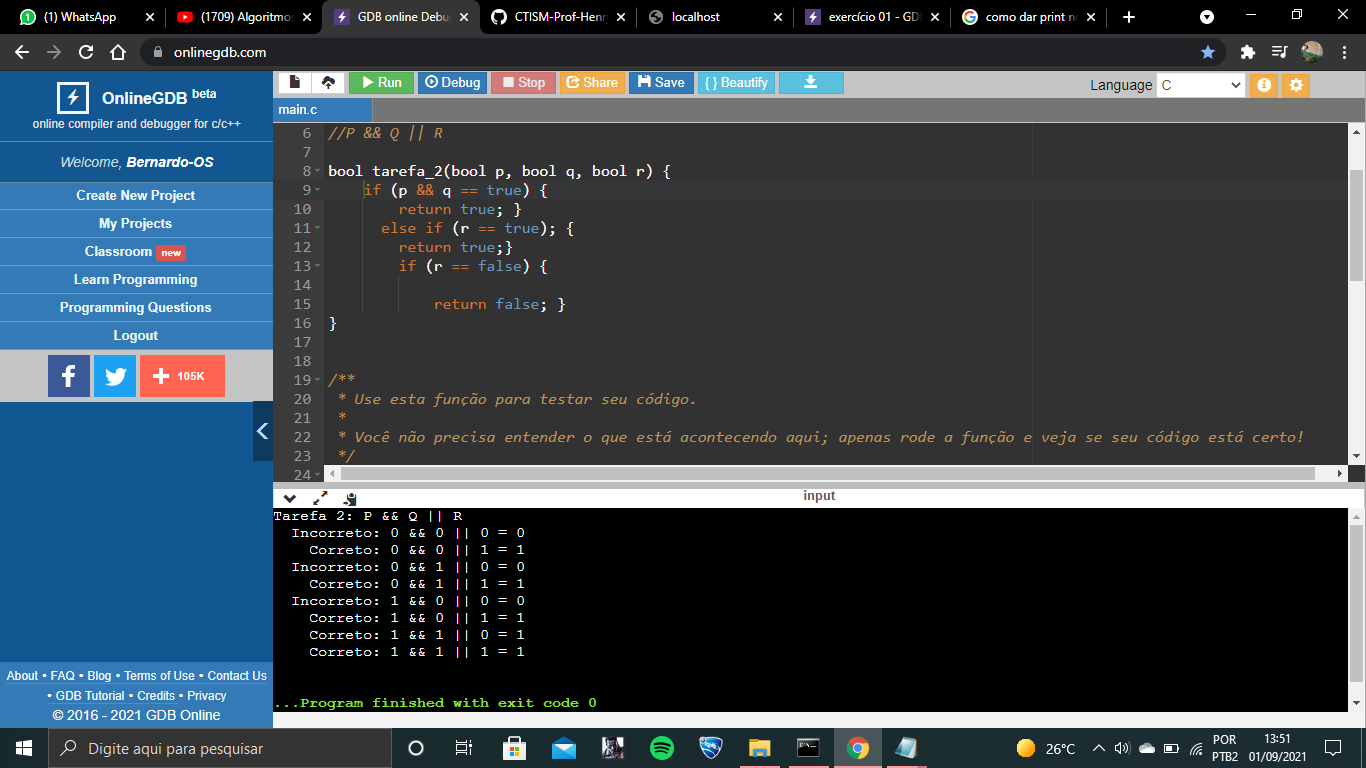 (1) WhatsApp
(1709) Algoritmos
GDB online Debu
CTISM-Prof-Henr
localhost
exercício 01 - GD
como dar print n
onlinegdb.com
OnlineGDB beta
online compiler and debugger for c/c++
Welcome, Bernardo-OS
Create New Project
My Projects
Classroom new
Learn Programming
Programming Questions
Logout
105K
About • FAQ • Blog • Terms of Use • Contact Us
• GDB Tutorial • Credits • Privacy
© 2016 - 2021 GDB Online
Run
Debug
Stop
Share
Save
{ } Beautify
Language C
main.c
6 //P && Q || R
7
8 bool tarefa_2(bool p, bool q, bool r) {
9 if (p && q == true) {
10 return true; }
11 else if (r == true); {
12 return true;}
13 if (r == false) {
14
15 return false; }
16 }
17
18
19 /**
20 * Use esta função para testar seu código.
21 *
22 * Você não precisa entender o que está acontecendo aqui; apenas rode a função e veja se seu código está certo!
23 */
24
input
Tarefa 2: P && Q || R
Incorreto: 0 && 0 || 0 = 0
Correto: 0 && 0 || 1 = 1
Incorreto: 0 && 1 || 0 = 0
Correto: 0 && 1 || 1 = 1
Incorreto: 1 && 0 || 0 = 0
Correto: 1 && 0 || 1 = 1
Correto: 1 && 1 || 0 = 1
Correto: 1 && 1 || 1 = 1
...Program finished with exit code 0
Digite aqui para pesquisar
26°C
POR
PTB2
13:51
01/09/2021